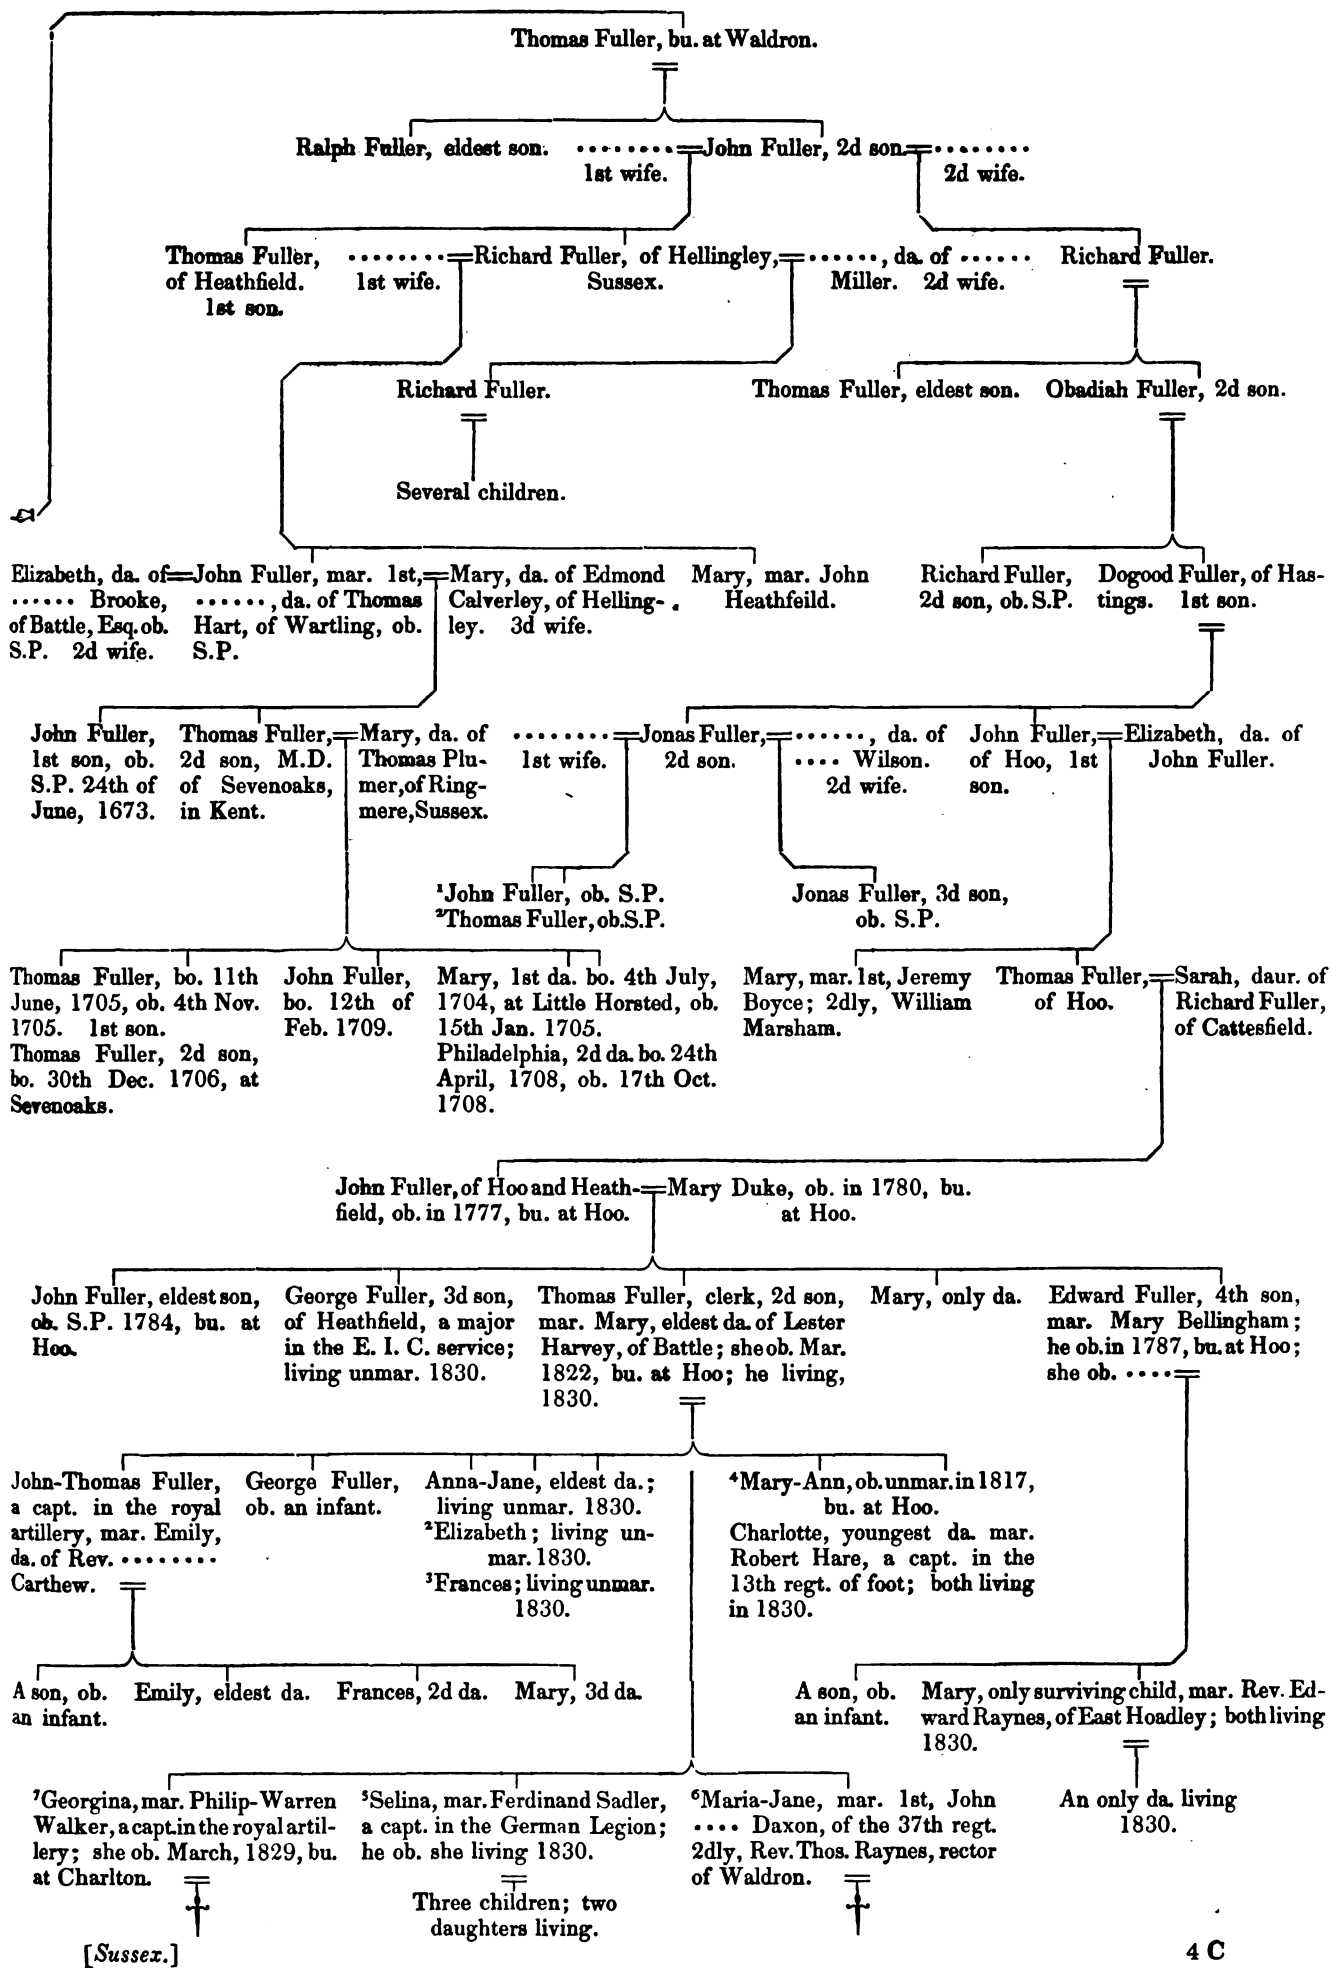 Thomas Fuller, bu. at Waldron.
Ralph Fuller, eldest son.
........
1st wife.
John Fuller, 2d son.
........
2d wife.
Thomas Fuller,
of Heathfield.
1st son.
........
1st wife.
Richard Fuller, of Hellingley,
Sussex.
......, da. of ......
Miller. 2d wife.
Richard Fuller.
Richard Fuller.
Thomas Fuller, eldest son.
Obadiah Fuller, 2d son.
Several children.
Elizabeth, da. of
...... Brooke,
of Battle, Esq. ob.
S.P. 2d wife.
John Fuller, mar. 1st,
......, da. of Thomas
Hart, of Wartling, ob.
S.P.
Mary, da. of Edmond
Calverley, of Helling-
ley. 3d wife.
Mary, mar. John
Heathfeild.
Richard Fuller,
2d son, ob. S.P.
Dogood Fuller, of Has-
tings. 1st son.
John Fuller,
1st son, ob.
S.P. 24th of
June, 1673.
Thomas Fuller,
2d son, M.D.
of Sevenoaks,
in Kent.
Mary, da. of
Thomas Plu-
mer, of Ring-
mere, Sussex.
........
1st wife.
Jonas Fuller,
2d son.
......, da. of
.... Wilson.
2d wife.
John Fuller,
of Hoo, 1st
son.
Elizabeth, da. of
John Fuller.
¹John Fuller, ob. S.P.
²Thomas Fuller, ob. S.P.
Jonas Fuller, 3d son,
ob. S.P.
Thomas Fuller, bo. 11th
June, 1705, ob. 4th Nov.
1705. 1st son.
Thomas Fuller, 2d son,
bo. 30th Dec. 1706, at
Sevenoaks.
John Fuller,
bo. 12th of
Feb. 1709.
Mary, 1st da. bo. 4th July,
1704, at Little Horsted, ob.
15th Jan. 1705.
Philadelphia, 2d da. bo. 24th
April, 1708, ob. 17th Oct.
1708.
Mary, mar. 1st, Jeremy
Boyce; 2dly, William
Marsham.
Thomas Fuller,
of Hoo.
Sarah, daur. of
Richard Fuller,
of Cattesfield.
John Fuller, of Hoo and Heath-
field, ob. in 1777, bu. at Hoo.
Mary Duke, ob. in 1780, bu.
at Hoo.
John Fuller, eldest son,
ob. S.P. 1784, bu. at
Hoo.
George Fuller, 3d son,
of Heathfield, a major
in the E. I. C. service;
living unmar. 1830.
Thomas Fuller, clerk, 2d son,
mar. Mary, eldest da. of Lester
Harvey, of Battle; she ob. Mar.
1822, bu. at Hoo; he living,
1830.
Mary, only da.
Edward Fuller, 4th son,
mar. Mary Bellingham;
he ob. in 1787, bu. at Hoo;
she ob. ....
John-Thomas Fuller,
a capt. in the royal
artillery, mar. Emily,
da. of Rev. ........
Carthew.
George Fuller,
ob. an infant.
Anna-Jane, eldest da.;
living unmar. 1830.
²Elizabeth; living un-
mar. 1830.
³Frances; living unmar.
1830.
⁴Mary-Ann, ob. unmar. in 1817,
bu. at Hoo.
Charlotte, youngest da. mar.
Robert Hare, a capt. in the
13th regt. of foot; both living
in 1830.
A son, ob.
an infant.
Emily, eldest da.
Frances, 2d da.
Mary, 3d da.
A son, ob.
an infant.
Mary, only surviving child, mar. Rev. Ed-
ward Raynes, of East Hoadley; both living
1830.
⁷Georgina, mar. Philip-Warren
Walker, a capt. in the royal artil-
lery; she ob. March, 1829, bu.
at Charlton.
⁵Selina, mar. Ferdinand Sadler,
a capt. in the German Legion;
he ob. she living 1830.
Three children; two
daughters living.
⁶Maria-Jane, mar. 1st, John
.... Daxon, of the 37th regt.
2dly, Rev. Thos. Raynes, rector
of Waldron.
An only da. living
1830.
[Sussex.]
4 C